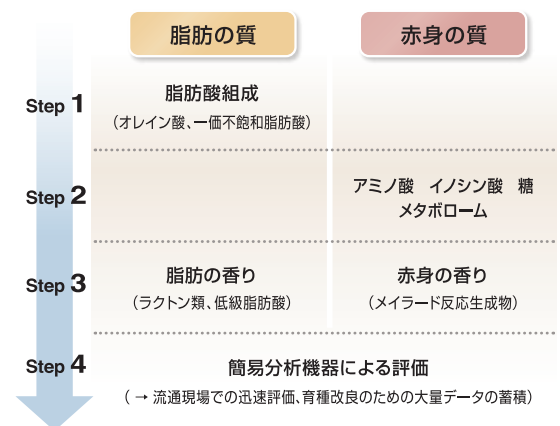 脂肪の質
赤身の質
Step 1
脂肪酸組成
（オレイン酸、一価不飽和脂肪酸）
Step 2
アミノ酸　イノシン酸　糖
メタボローム
Step 3
脂肪の香り
（ラクトン類、低級脂肪酸）
赤身の香り
（メイラード反応生成物）
Step 4
簡易分析機器による評価
（ → 流通現場での迅速評価、育種改良のための大量データの蓄積）